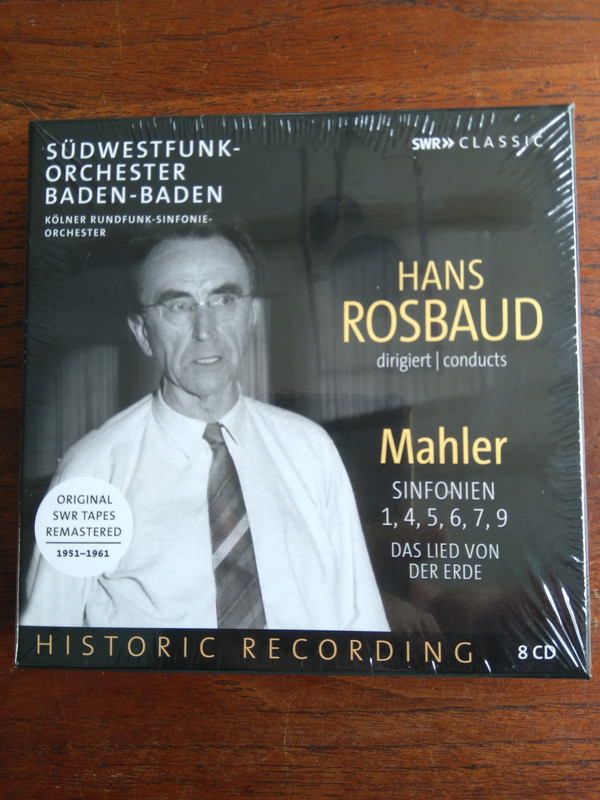 SÜDWESTFUNK-
ORCHESTER
BADEN-BADEN
KÖLNER RUNDFUNK-SINFONIE-
ORCHESTER
SWR>> CLASSIC
HANS
ROSBAUD
dirigiert | conducts
Mahler
SINFONIEN
1, 4, 5, 6, 7, 9
DAS LIED VON
DER ERDE
ORIGINAL
SWR TAPES
REMASTERED
1951–1961
HISTORIC RECORDING
8 CD